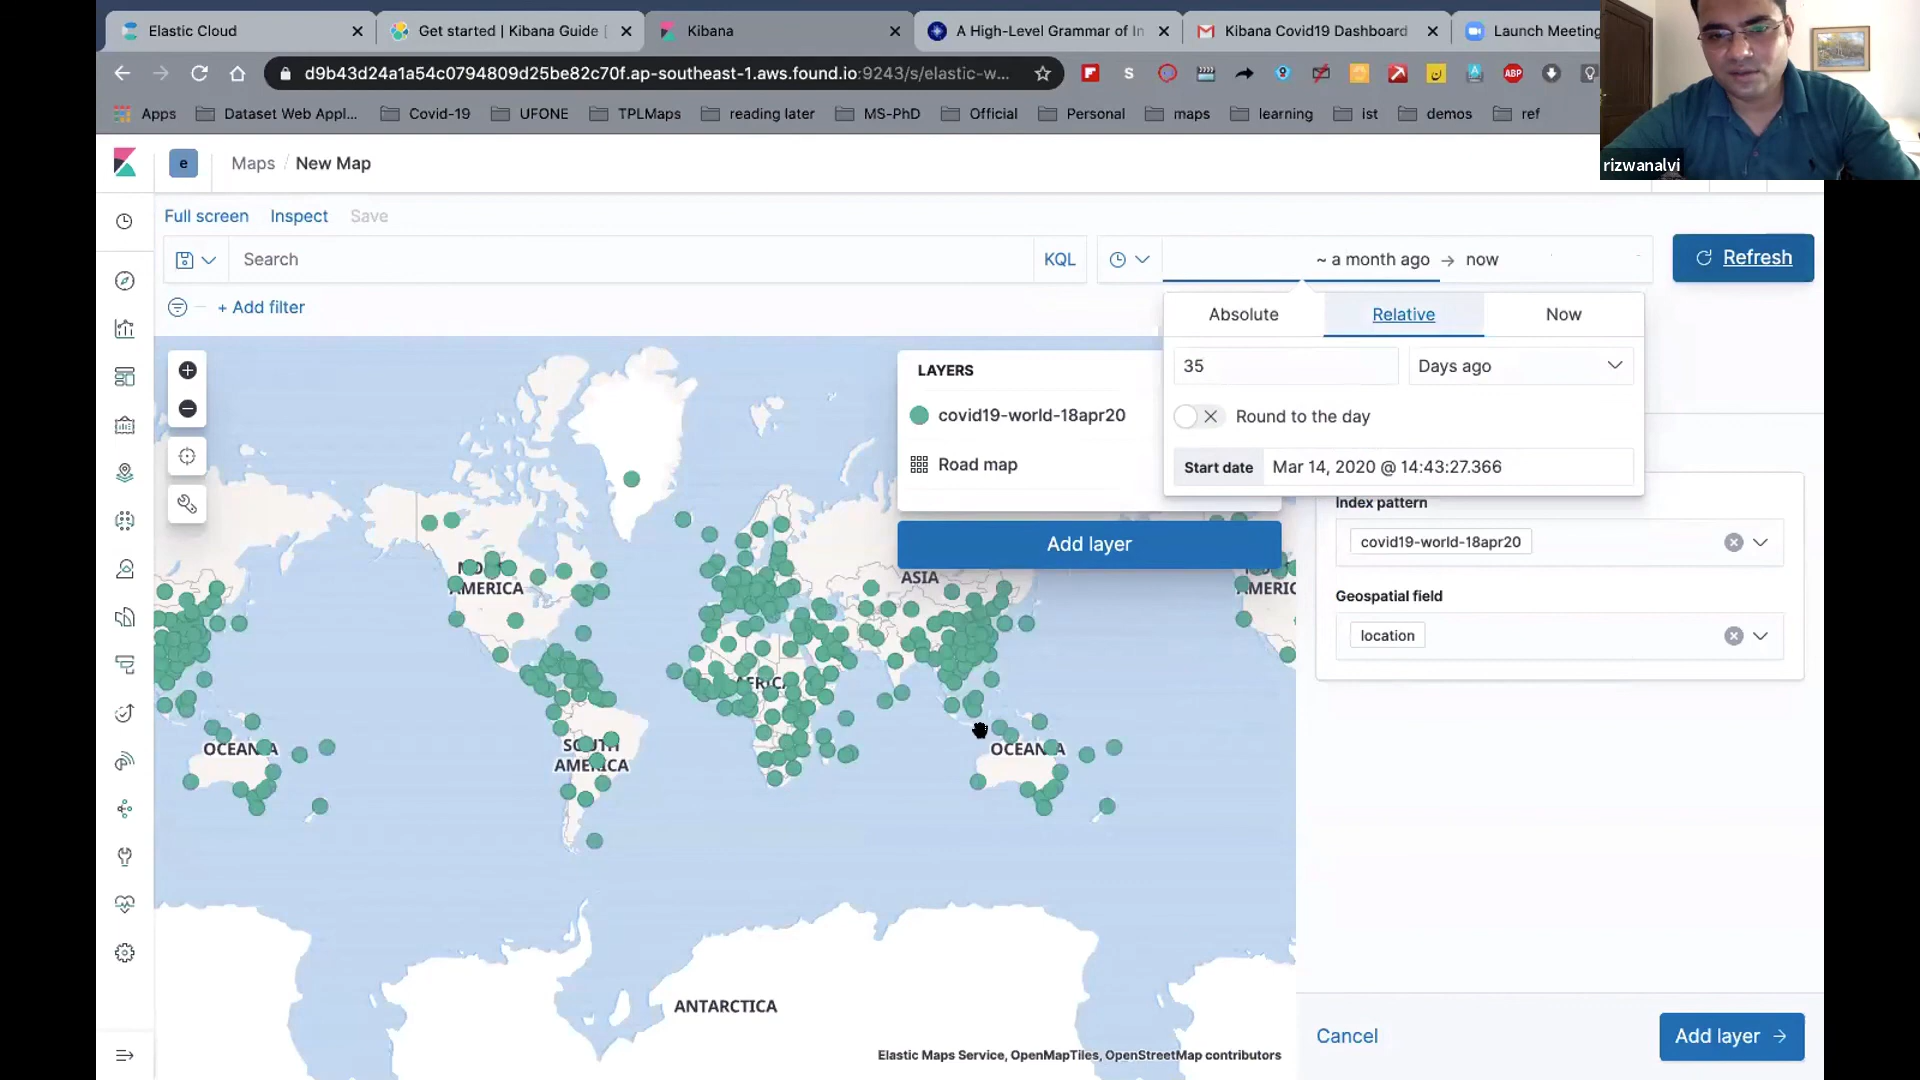 Elastic Cloud
Get started | Kibana Guide [
Kibana
A High-Level Grammar of In
Kibana Covid19 Dashboard
Launch Meeting
d9b43d24a1a54c0794809d25be82c70f.ap-southeast-1.aws.found.io:9243/s/elastic-w...
S
ABP
Apps
Dataset Web Appl...
Covid-19
UFONE
TPLMaps
reading later
MS-PhD
Official
Personal
maps
learning
ist
demos
ref
rizwanalvi
e
Maps / New Map
Full screen
Inspect
Save
Search
KQL
~ a month ago → now
Refresh
+ Add filter
Absolute
Relative
Now
35
Days ago
Round to the day
Start date
Mar 14, 2020 @ 14:43:27.366
LAYERS
covid19-world-18apr20
Road map
Add layer
Index pattern
covid19-world-18apr20
Geospatial field
location
AMERICA
ASIA
AFRICA
OCEANIA
SOUTH
AMERICA
OCEANIA
ANTARCTICA
Elastic Maps Service, OpenMapTiles, OpenStreetMap contributors
Cancel
Add layer →